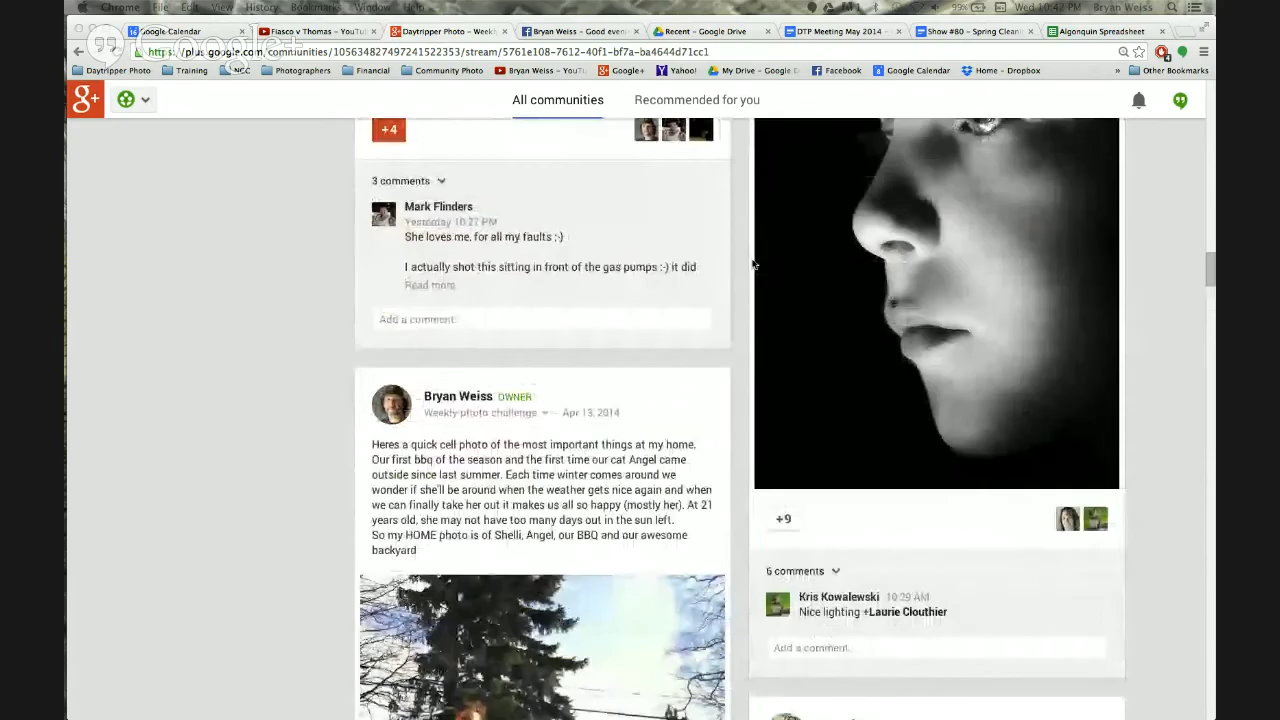 Chrome File Edit View History Bookmarks Window Help
99% Wed 10:42 PM Bryan Weiss
Google+
Google Calendar
Fiasco v Thomas - YouTu
Daytripper Photo - Weekly
Bryan Weiss - Good even
Recent - Google Drive
DTP Meeting May 2014 -
Show #80 - Spring Cleani
Algonquin Spreadsheet
https://plus.google.com/communities/105634827497241522353/stream/5761e108-7612-40f1-bf7a-ba4644d71cc1
Daytripper Photo Training NCC Photographers Financial Community Photo Bryan Weiss - YouTu Google+ Yahoo! My Drive - Google D Facebook Google Calendar Home - Dropbox » Other Bookmarks
g+
All communities Recommended for you
+4
3 comments
Mark Flinders
Yesterday 10:27 PM
She loves me, for all my faults ;-)
I actually shot this sitting in front of the gas pumps :-) it did
Read more
Add a comment
Bryan Weiss OWNER
Weekly photo challenge - Apr 13, 2014
Heres a quick cell photo of the most important things at my home.
Our first bbq of the season and the first time our cat Angel came
outside since last summer. Each time winter comes around we
wonder if she'll be around when the weather gets nice again and when
we can finally take her out it makes us all so happy (mostly her). At 21
years old, she may not have too many days out in the sun left.
So my HOME photo is of Shelli, Angel, our BBQ and our awesome
backyard
+9
6 comments
Kris Kowalewski 10:29 AM
Nice lighting +Laurie Clouthier
Add a comment